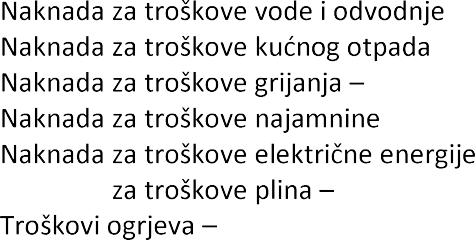 Naknada za troškove vode i odvodnje
Naknada za troškove kućnog otpada
Naknada za troškove grijanja –
Naknada za troškove najamnine
Naknada za troškove električne energije
za troškove plina –
Troškovi ogrjeva –